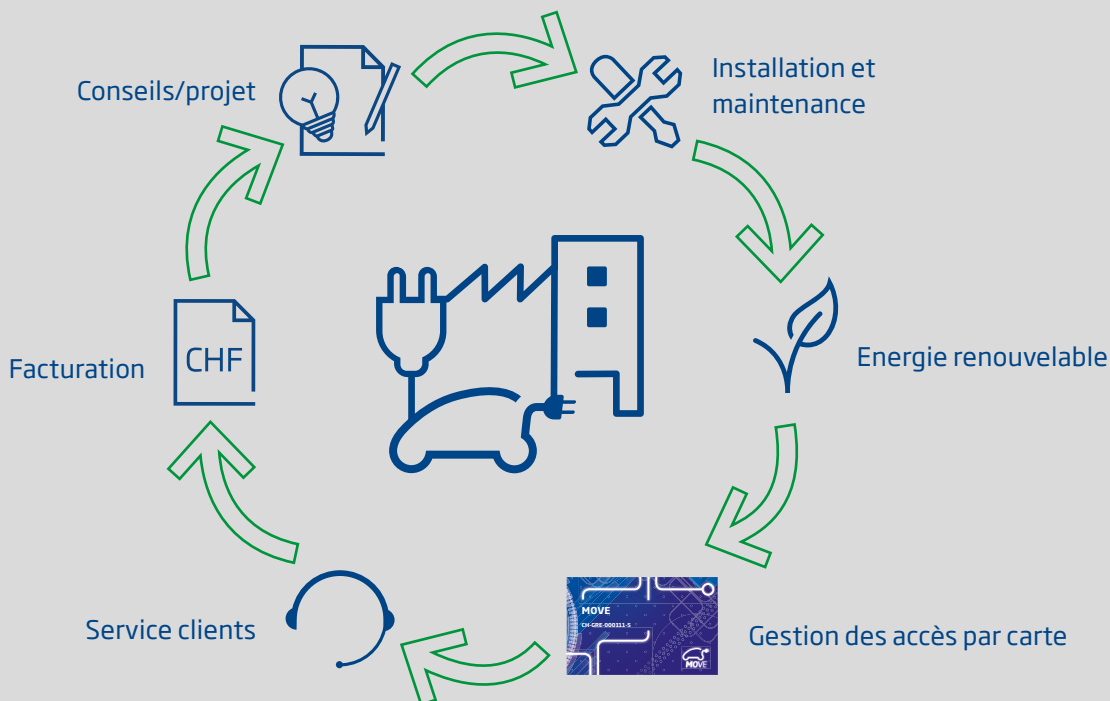 Conseils/projet
Installation et
maintenance
Facturation
CHF
Energie renouvelable
MOVE
CH-GRE-000111-5
MOVE
Gestion des accès par carte
Service clients